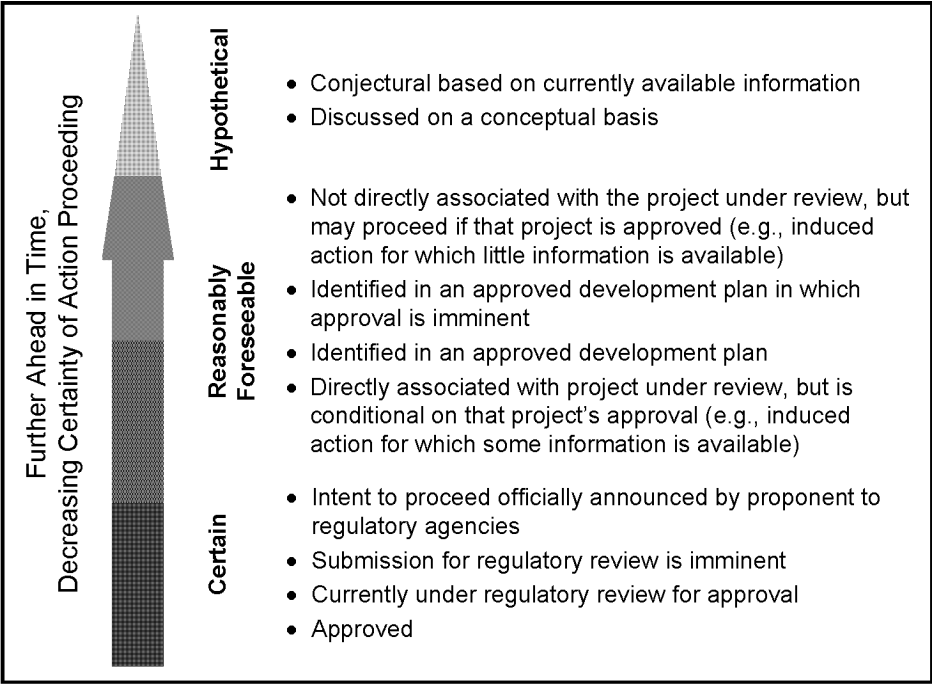 Further Ahead in Time,
Decreasing Certainty of Action Proceeding
Hypothetical
• Conjectural based on currently available information
• Discussed on a conceptual basis
Reasonably
Foreseeable
• Not directly associated with the project under review, but
may proceed if that project is approved (e.g., induced
action for which little information is available)
• Identified in an approved development plan in which
approval is imminent
• Identified in an approved development plan
• Directly associated with project under review, but is
conditional on that project’s approval (e.g., induced
action for which some information is available)
Certain
• Intent to proceed officially announced by proponent to
regulatory agencies
• Submission for regulatory review is imminent
• Currently under regulatory review for approval
• Approved